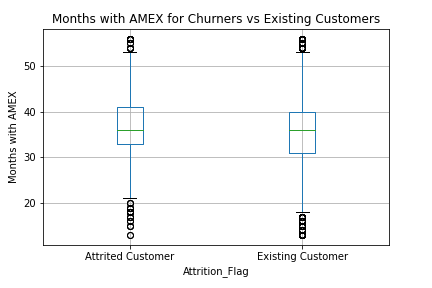 Months with AMEX for Churners vs Existing Customers
Months with AMEX
50
40
30
20
Attrited Customer
Existing Customer
Attrition_Flag